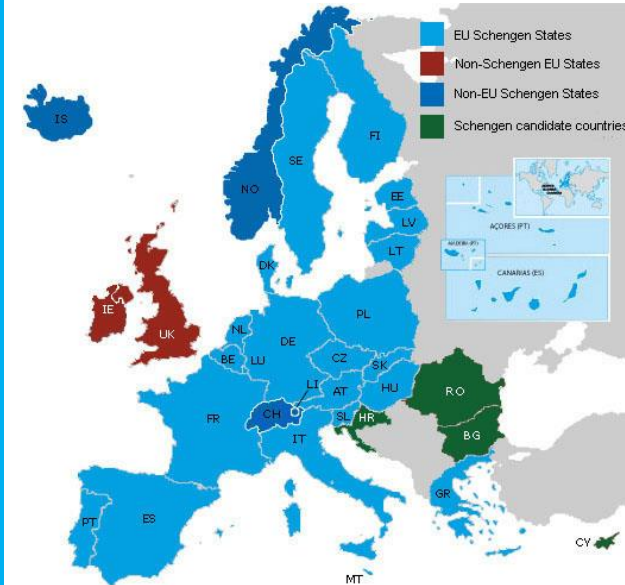 EU Schengen States
Non-Schengen EU States
Non-EU Schengen States
Schengen candidate countries
IS
FI
SE
NO
EE
LV
LT
AÇORES (PT)
MADEIRA (PT)
CANARIAS (ES)
DK
IE
UK
NL
PL
DE
BE
LU
CZ
SK
LI
AT
HU
RO
FR
CH
SL
HR
IT
BG
GR
PT
ES
CY
MT